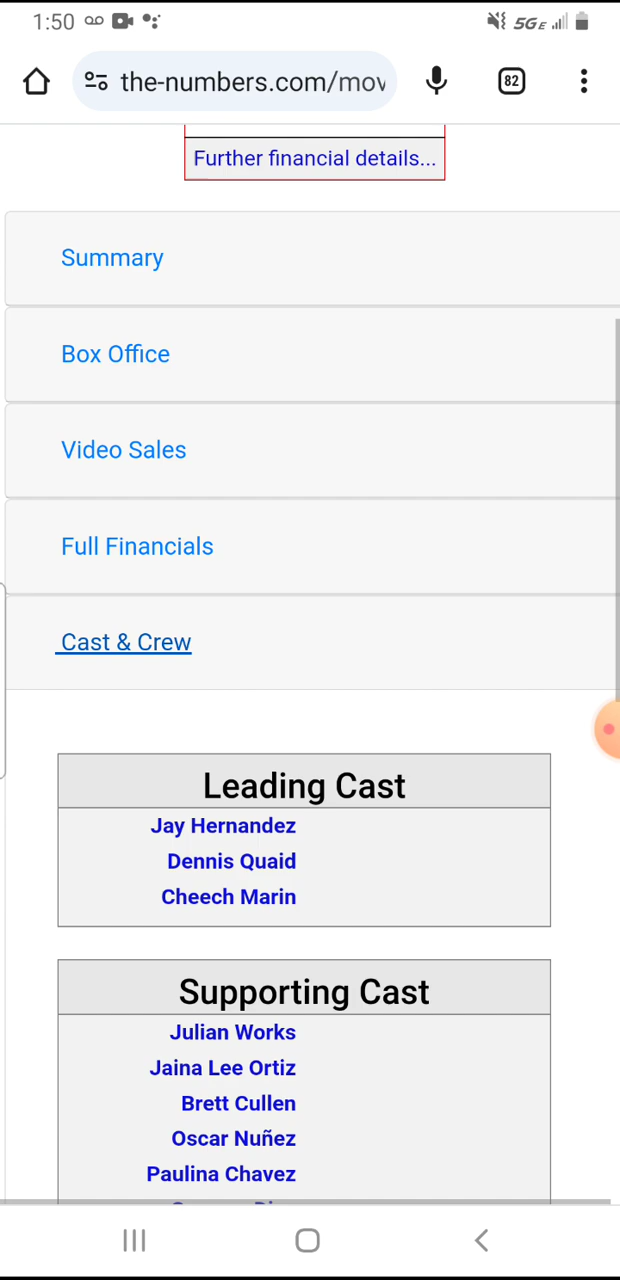 1:50
5GE
the-numbers.com/mov
82
Further financial details...
Summary
Box Office
Video Sales
Full Financials
Cast & Crew
Leading Cast
Jay Hernandez
Dennis Quaid
Cheech Marin
Supporting Cast
Julian Works
Jaina Lee Ortiz
Brett Cullen
Oscar Nuñez
Paulina Chavez